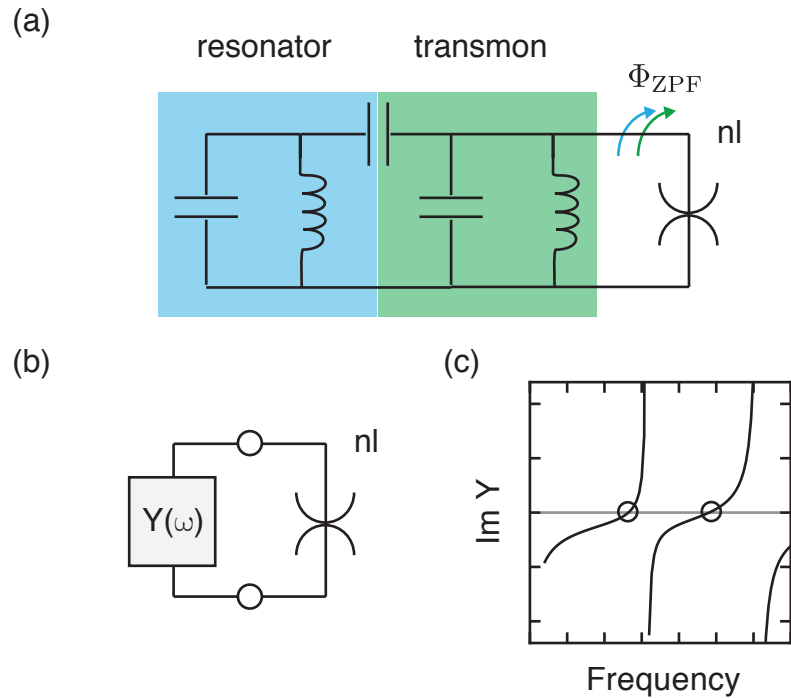 (a)
resonator transmon
Φ_ZPF
nl
(b)
nl
Y(ω)
(c)
Im Y
Frequency